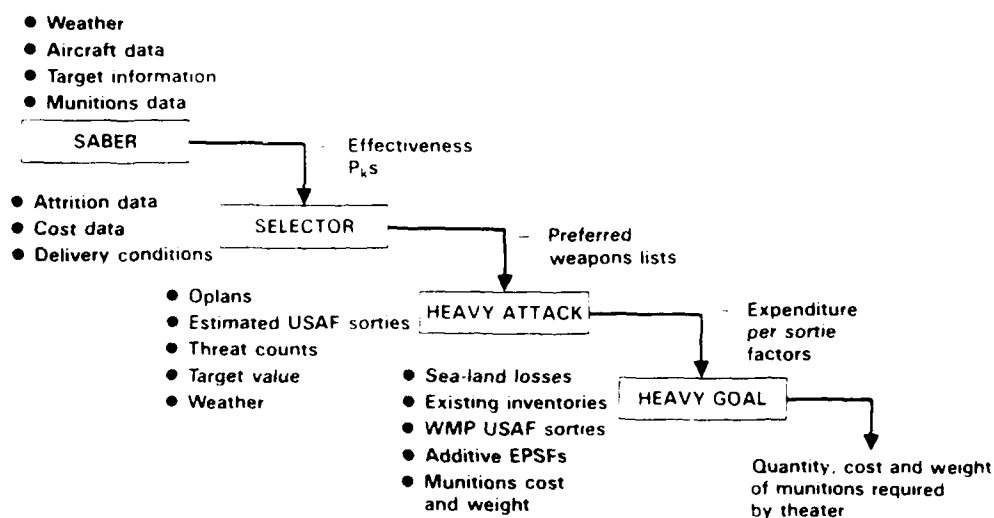 ● Weather
● Aircraft data
● Target information
● Munitions data
SABER
– Effectiveness
Pₖs
● Attrition data
● Cost data
● Delivery conditions
SELECTOR
– Preferred
weapons lists
● Oplans
● Estimated USAF sorties
● Threat counts
● Target value
● Weather
HEAVY ATTACK
– Expenditure
per sortie
factors
● Sea-land losses
● Existing inventories
● WMP USAF sorties
● Additive EPSFs
● Munitions cost
and weight
HEAVY GOAL
Quantity, cost and weight
of munitions required
by theater